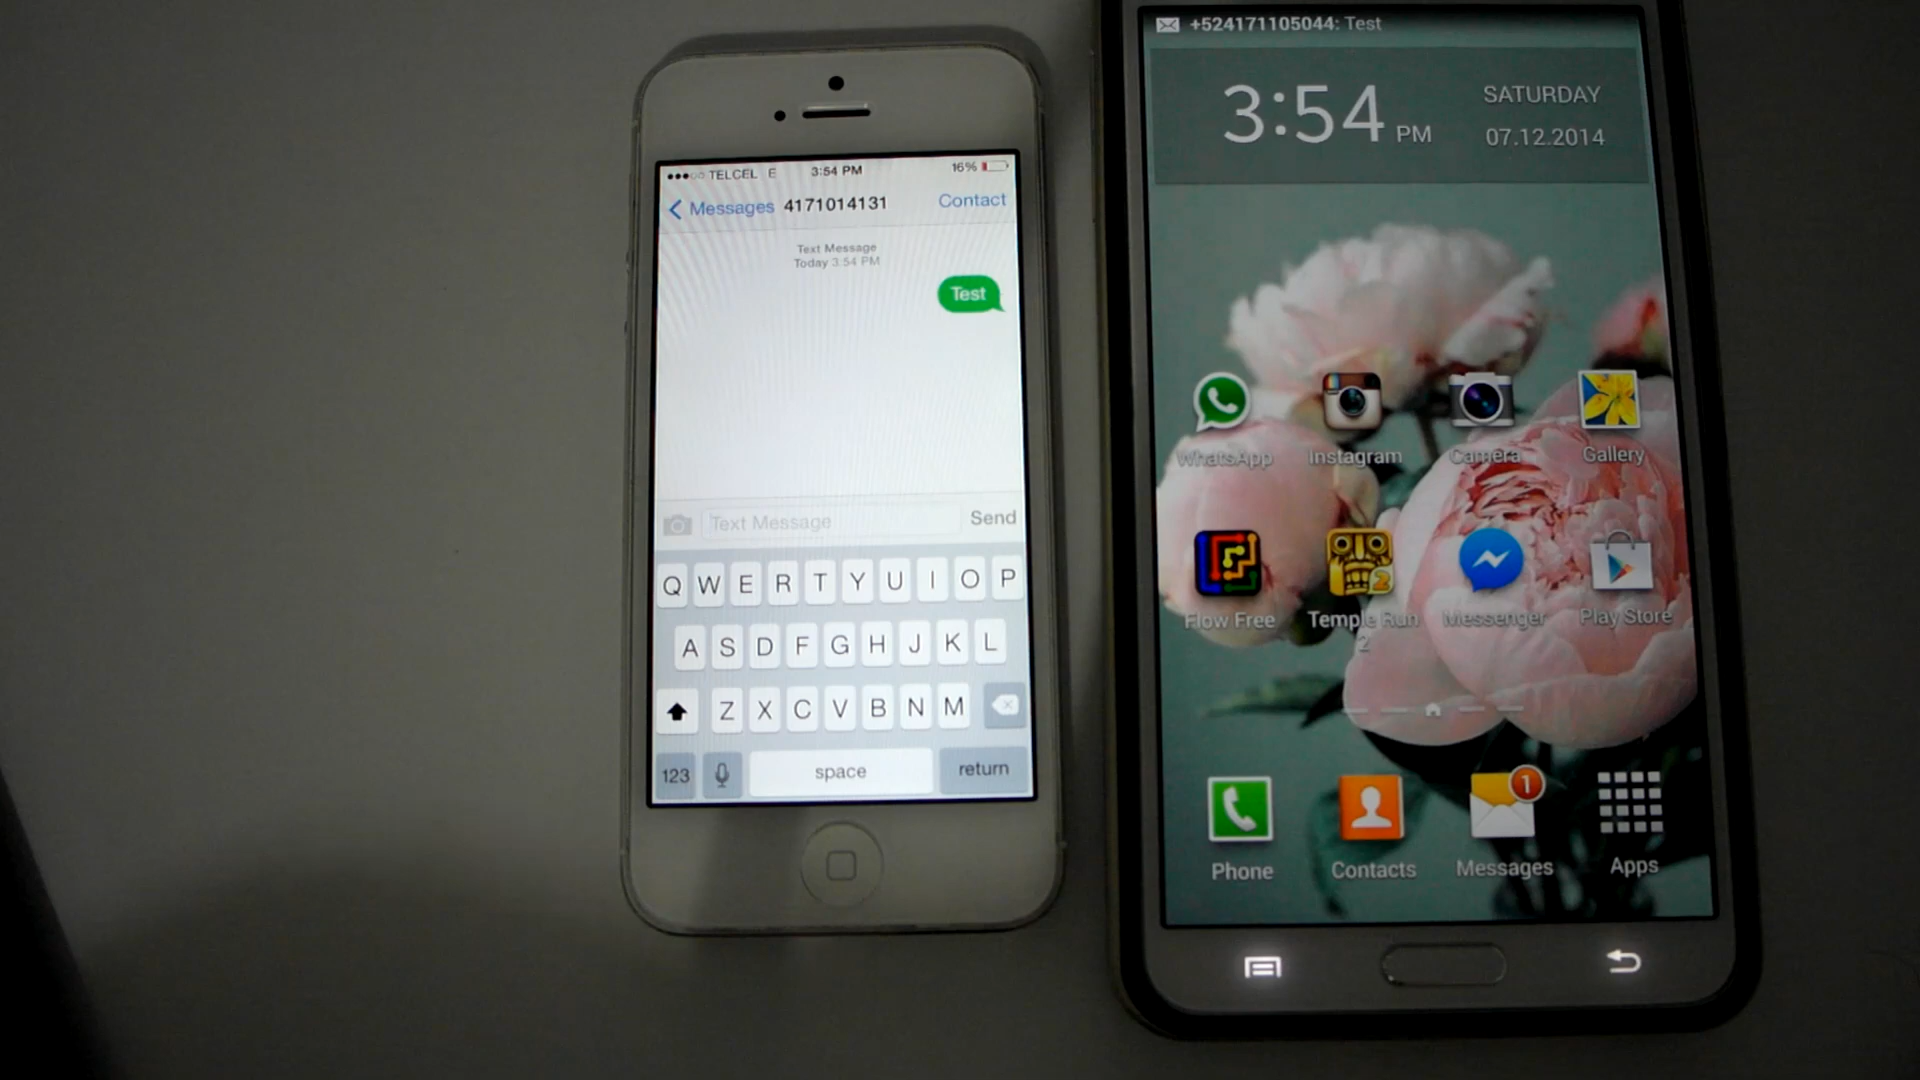 TELCEL E 3:54 PM 16%
Messages 4171014131 Contact
Text Message
Today 3:54 PM
Test
Text Message Send
Q W E R T Y U I O P
A S D F G H J K L
Z X C V B N M
123 space return
+524171105044: Test
3:54 PM
SATURDAY
07.12.2014
WhatsApp Instagram Camera Gallery
Flow Free Temple Run 2 Messenger Play Store
1
Phone Contacts Messages Apps